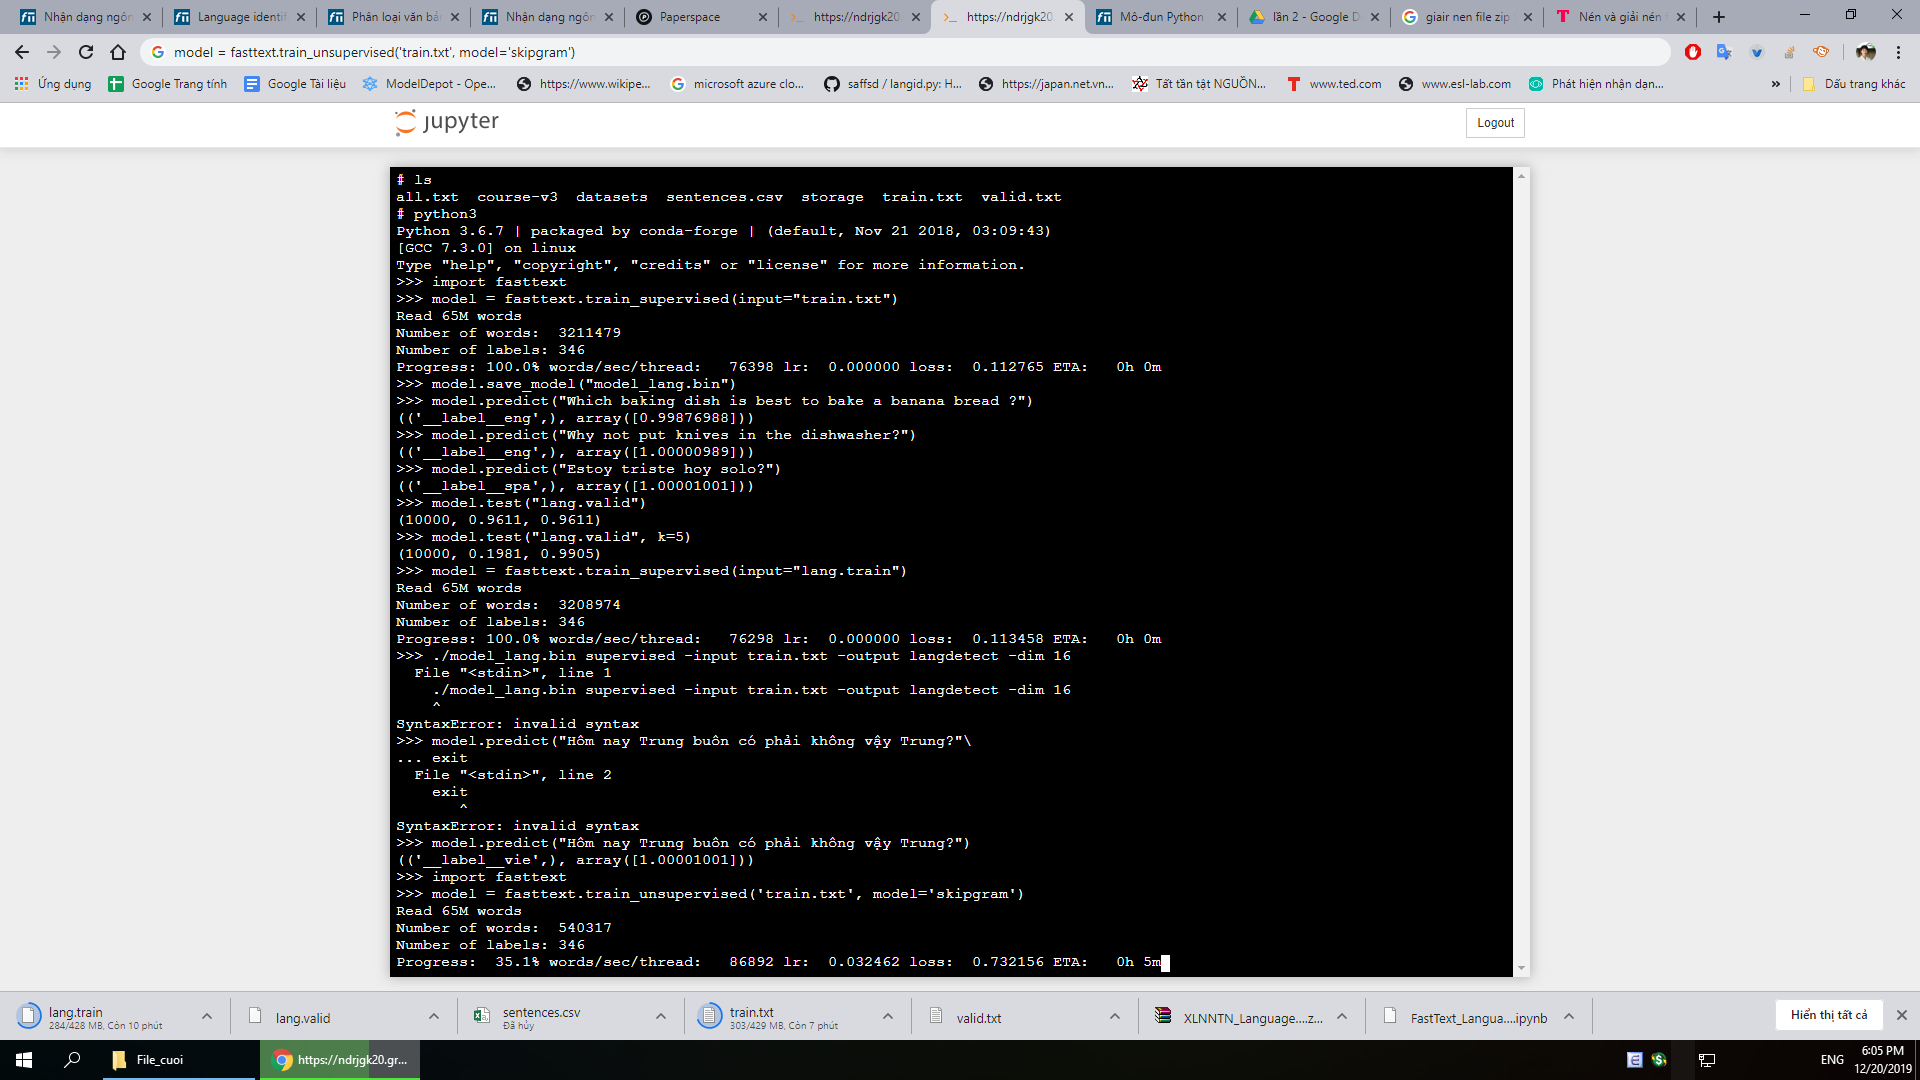 Nhận dạng ngôn
Language identif
Phân loại văn bả
Nhận dạng ngôn
Paperspace
https://ndrjgk20.
https://ndrjgk20
Mô-đun Python
lần 2 - Google D
giair nen file zip
Nén và giải nén
model = fasttext.train_unsupervised('train.txt', model='skipgram')
Ứng dụng
Google Trang tính
Google Tài liệu
ModelDepot - Ope...
https://www.wikipe...
microsoft azure clo...
saffsd / langid.py: H...
https://japan.net.vn...
Tất tần tật NGUỒN...
www.ted.com
www.esl-lab.com
Phát hiện nhận dạn...
»
Dấu trang khác
jupyter
Logout
# ls
all.txt course-v3 datasets sentences.csv storage train.txt valid.txt
# python3
Python 3.6.7 | packaged by conda-forge | (default, Nov 21 2018, 03:09:43)
[GCC 7.3.0] on linux
Type "help", "copyright", "credits" or "license" for more information.
>>> import fasttext
>>> model = fasttext.train_supervised(input="train.txt")
Read 65M words
Number of words: 3211479
Number of labels: 346
Progress: 100.0% words/sec/thread: 76398 lr: 0.000000 loss: 0.112765 ETA: 0h 0m
>>> model.save_model("model_lang.bin")
>>> model.predict("Which baking dish is best to bake a banana bread ?")
(('__label__eng',), array([0.99876988]))
>>> model.predict("Why not put knives in the dishwasher?")
(('__label__eng',), array([1.00000989]))
>>> model.predict("Estoy triste hoy solo?")
(('__label__spa',), array([1.00001001]))
>>> model.test("lang.valid")
(10000, 0.9611, 0.9611)
>>> model.test("lang.valid", k=5)
(10000, 0.1981, 0.9905)
>>> model = fasttext.train_supervised(input="lang.train")
Read 65M words
Number of words: 3208974
Number of labels: 346
Progress: 100.0% words/sec/thread: 76298 lr: 0.000000 loss: 0.113458 ETA: 0h 0m
>>> ./model_lang.bin supervised -input train.txt -output langdetect -dim 16
File "<stdin>", line 1
./model_lang.bin supervised -input train.txt -output langdetect -dim 16
^
SyntaxError: invalid syntax
>>> model.predict("Hôm nay Trung buồn có phải không vậy Trung?"\
... exit
File "<stdin>", line 2
exit
^
SyntaxError: invalid syntax
>>> model.predict("Hôm nay Trung buồn có phải không vậy Trung?")
(('__label__vie',), array([1.00001001]))
>>> import fasttext
>>> model = fasttext.train_unsupervised('train.txt', model='skipgram')
Read 65M words
Number of words: 540317
Number of labels: 346
Progress: 35.1% words/sec/thread: 86892 lr: 0.032462 loss: 0.732156 ETA: 0h 5m
lang.train
284/428 MB, Còn 10 phút
lang.valid
sentences.csv
Đã hủy
train.txt
303/429 MB, Còn 7 phút
valid.txt
XLNNTN_Language....z...
FastText_Langua....ipynb
Hiển thị tất cả
File_cuoi
https://ndrjgk20.gr...
ENG
6:05 PM
12/20/2019